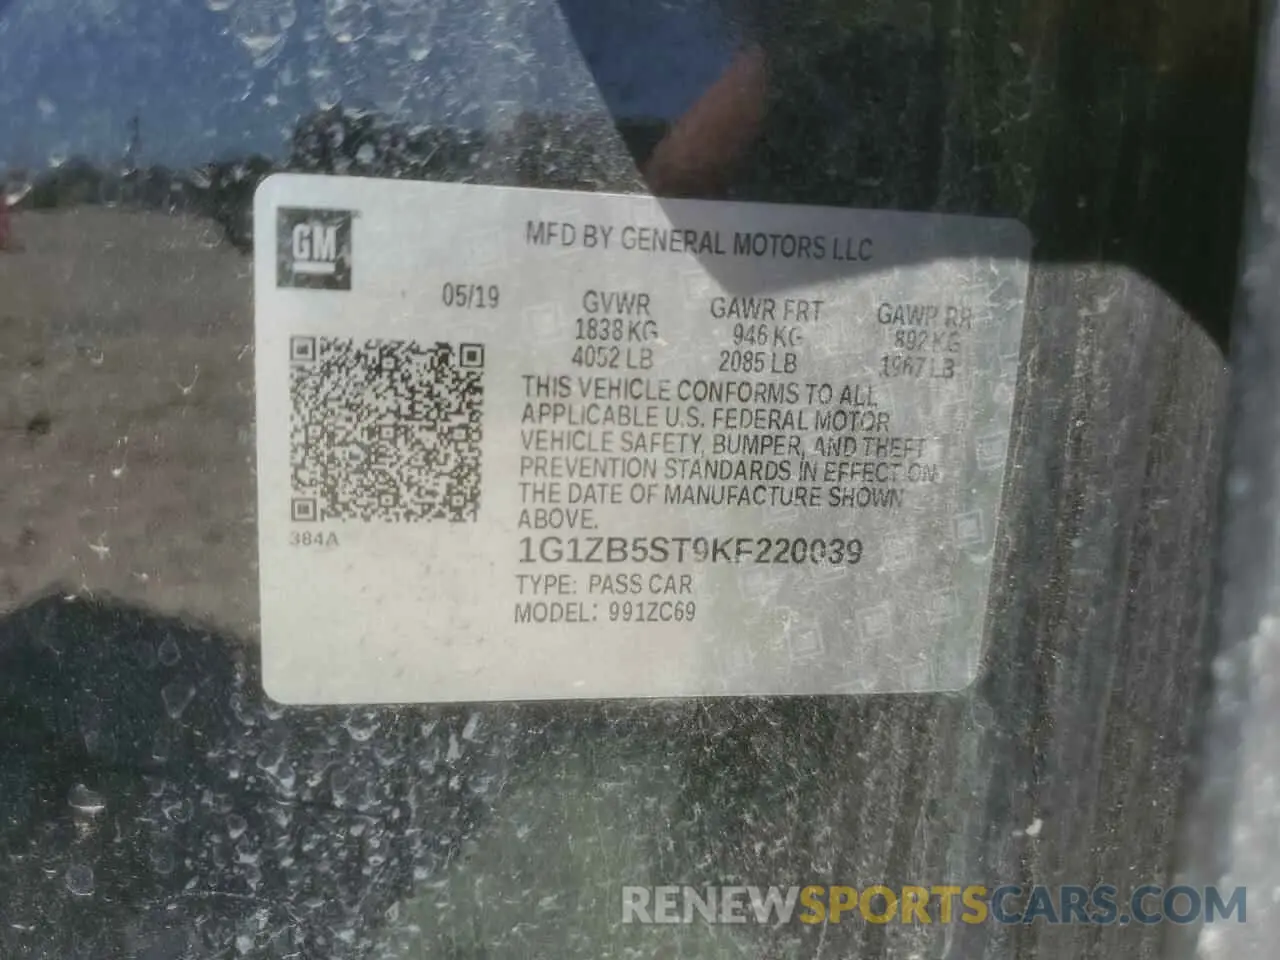 GM
MFD BY GENERAL MOTORS LLC
05/19
GVWR GAWR FRT GAWR RR
1838 KG 946 KG 892 KG
4052 LB 2085 LB 1967 LB
THIS VEHICLE CONFORMS TO ALL
APPLICABLE U.S. FEDERAL MOTOR
VEHICLE SAFETY, BUMPER, AND THEFT
PREVENTION STANDARDS IN EFFECT ON
THE DATE OF MANUFACTURE SHOWN
ABOVE.
384A
1G1ZB5ST9KF220039
TYPE: PASS CAR
MODEL: 991ZC69
RENEWSPORTSCARS.COM